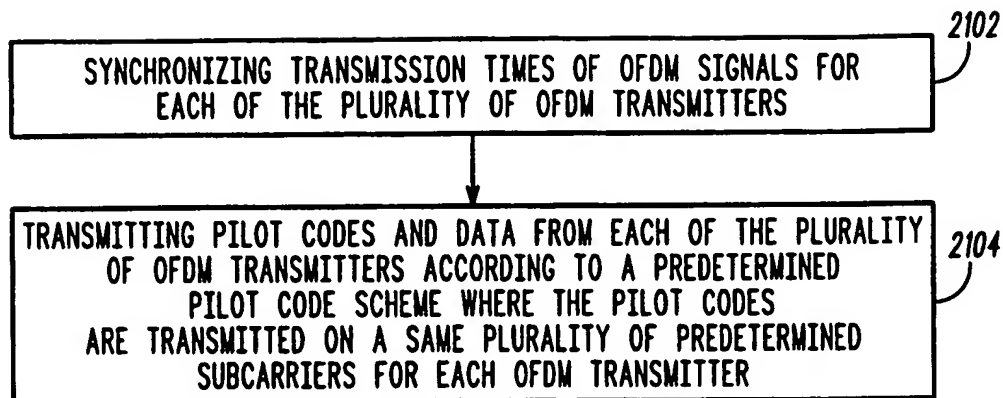 2102
SYNCHRONIZING TRANSMISSION TIMES OF OFDM SIGNALS FOR
EACH OF THE PLURALITY OF OFDM TRANSMITTERS
TRANSMITTING PILOT CODES AND DATA FROM EACH OF THE PLURALITY
OF OFDM TRANSMITTERS ACCORDING TO A PREDETERMINED
PILOT CODE SCHEME WHERE THE PILOT CODES
ARE TRANSMITTED ON A SAME PLURALITY OF PREDETERMINED
SUBCARRIERS FOR EACH OFDM TRANSMITTER
2104